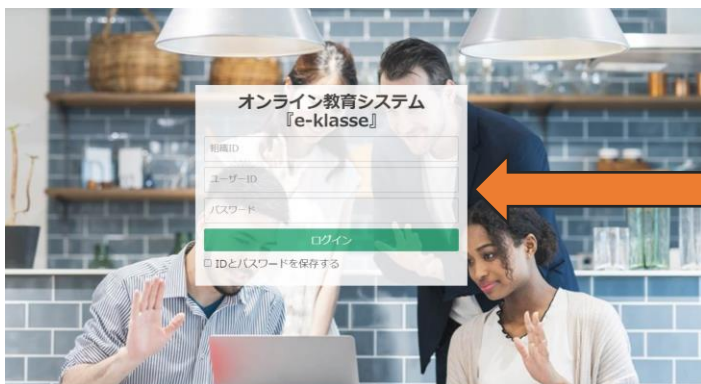 オンライン教育システム
『e-klasse』
組織ID
ユーザーID
パスワード
ログイン
IDとパスワードを保存する